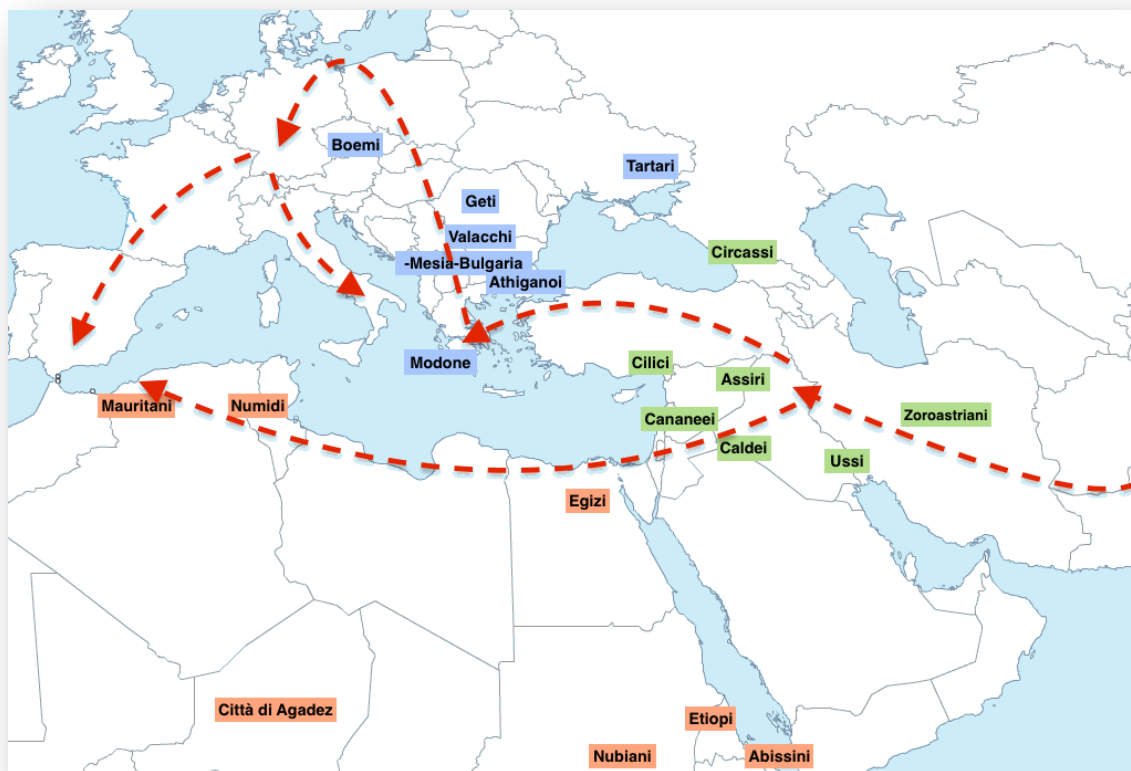 Boemi
Tartari
Geti
Valacchi
Circassi
-Mesia-Bulgaria
Athiganoi
Modone
Cilici
Assiri
Mauritani
Numidi
Cananeei
Zoroastriani
Caldei
Ussi
Egizi
Città di Agadez
Etiopi
Nubiani
Abissini